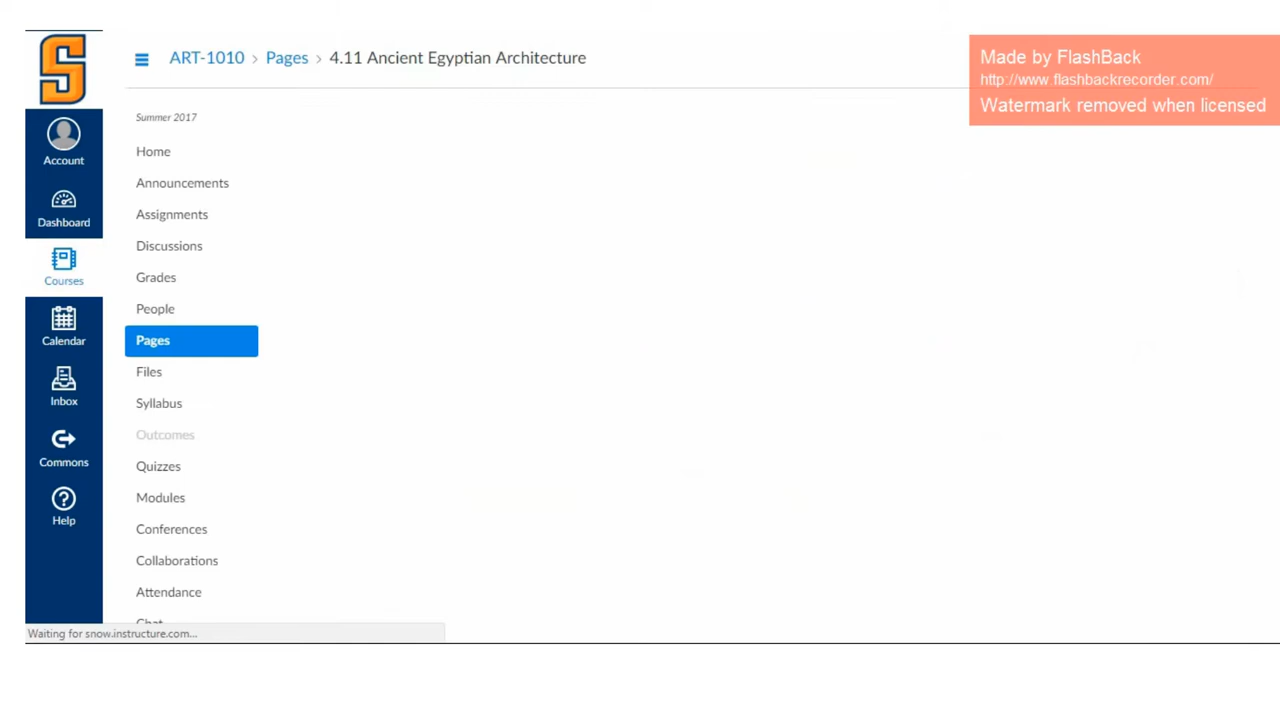 S
ART-1010 > Pages > 4.11 Ancient Egyptian Architecture
Made by FlashBack
http://www.flashbackrecorder.com/
Watermark removed when licensed
Account
Dashboard
Courses
Calendar
Inbox
Commons
Help
Summer 2017
Home
Announcements
Assignments
Discussions
Grades
People
Pages
Files
Syllabus
Outcomes
Quizzes
Modules
Conferences
Collaborations
Attendance
Chat
Waiting for snow.instructure.com...